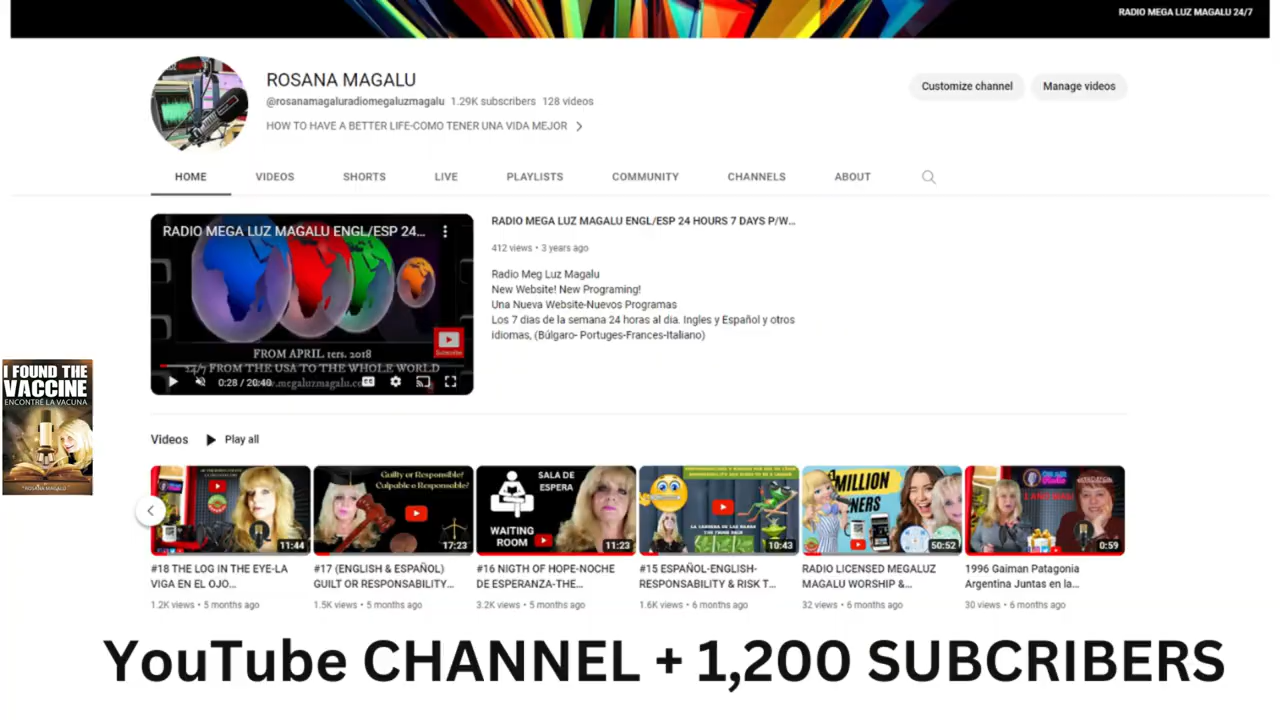 RADIO MEGA LUZ MAGALU 24/7
ROSANA MAGALU
@rosanamagaluradiomegaluzmagalu 1.29K subscribers 128 videos
HOW TO HAVE A BETTER LIFE-COMO TENER UNA VIDA MEJOR
Customize channel Manage videos
HOME VIDEOS SHORTS LIVE PLAYLISTS COMMUNITY CHANNELS ABOUT
RADIO MEGA LUZ MAGALU ENGL/ESP 24...
FROM APRIL 1ers. 2018
24/7 FROM THE USA TO THE WHOLE WORLD
www.megaluzmagalu.co
Subscribe
0:28 / 20:40
RADIO MEGA LUZ MAGALU ENGL/ESP 24 HOURS 7 DAYS P/W...
412 views • 3 years ago
Radio Meg Luz Magalu
New Website! New Programing!
Una Nueva Website-Nuevos Programas
Los 7 dias de la semana 24 horas al dia. Ingles y Español y otros
idiomas, (Búlgaro- Portuges-Frances-Italiano)
I FOUND THE
VACCINE
ENCONTRÉ LA VACUNA
ROSANA MAGALU
Videos Play all
11:44
Guilty or Responsible?
Culpable o Responsable?
17:23
SALA DE
ESPERA
WAITING
ROOM
11:23
10:43
MILLION
50:52
0:59
#18 THE LOG IN THE EYE-LA
VIGA EN EL OJO...
1.2K views • 5 months ago
#17 (ENGLISH & ESPAÑOL)
GUILT OR RESPONSABILITY...
1.5K views • 5 months ago
#16 NIGTH OF HOPE-NOCHE
DE ESPERANZA-THE...
3.2K views • 5 months ago
#15 ESPAÑOL-ENGLISH-
RESPONSABILITY & RISK T...
1.6K views • 6 months ago
RADIO LICENSED MEGALUZ
MAGALU WORSHIP &...
32 views • 6 months ago
1996 Gaiman Patagonia
Argentina Juntas en la...
30 views • 6 months ago
YouTube CHANNEL + 1,200 SUBCRIBERS